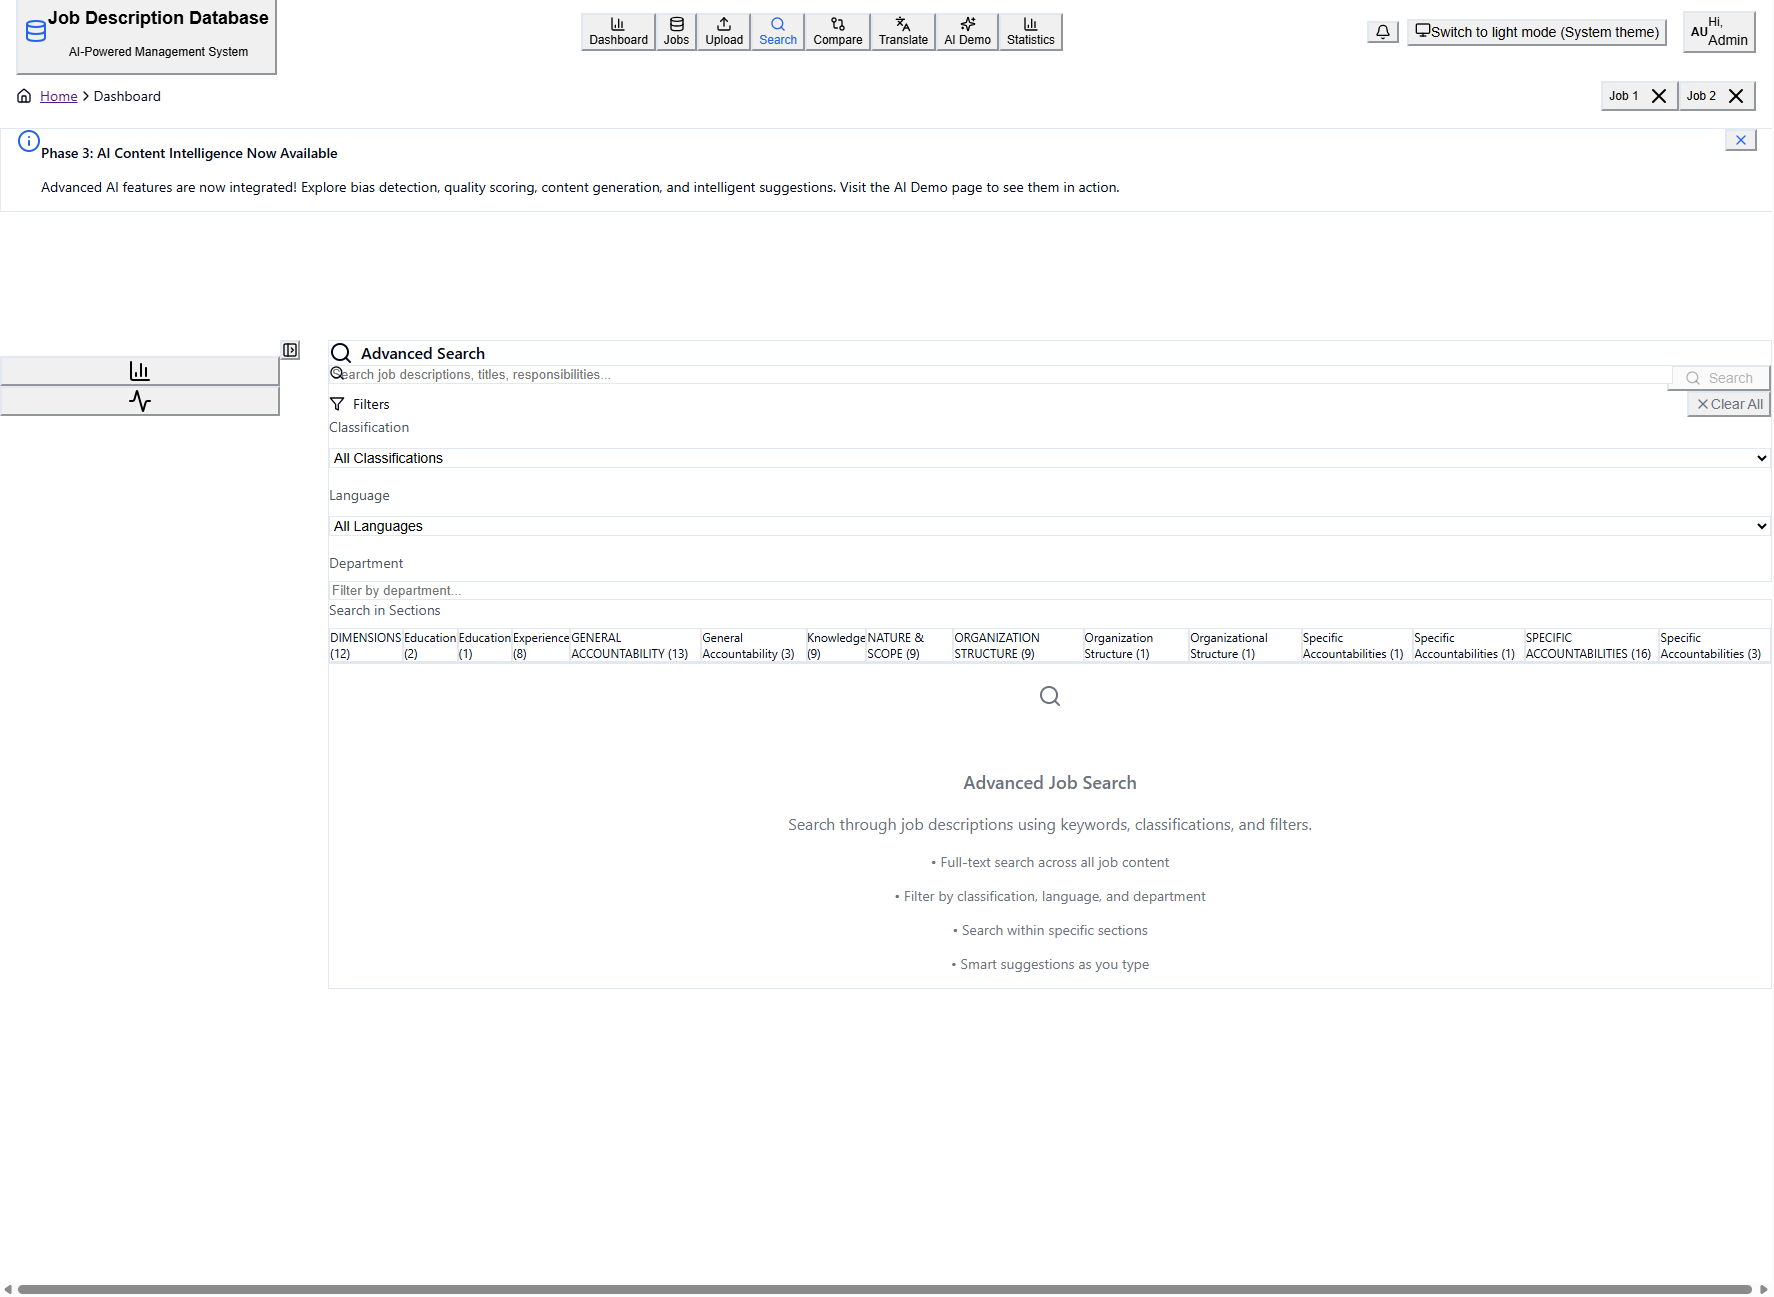 Job Description Database
AI-Powered Management System
Dashboard
Jobs
Upload
Search
Compare
Translate
AI Demo
Statistics
Switch to light mode (System theme)
AU
Hi,
Admin
Home
Dashboard
Job 1
Job 2
Phase 3: AI Content Intelligence Now Available
Advanced AI features are now integrated! Explore bias detection, quality scoring, content generation, and intelligent suggestions. Visit the AI Demo page to see them in action.
Advanced Search
Search job descriptions, titles, responsibilities...
Search
Filters
Clear All
Classification
All Classifications
Language
All Languages
Department
Filter by department...
Search in Sections
DIMENSIONS
(12)
Education
(2)
Education
(1)
Experience
(8)
GENERAL
ACCOUNTABILITY (13)
General
Accountability (3)
Knowledge
(9)
NATURE &
SCOPE (9)
ORGANIZATION
STRUCTURE (9)
Organization
Structure (1)
Organizational
Structure (1)
Specific
Accountabilities (1)
Specific
Accountabilities (1)
SPECIFIC
ACCOUNTABILITIES (16)
Specific
Accountabilities (3)
Advanced Job Search
Search through job descriptions using keywords, classifications, and filters.
• Full-text search across all job content
• Filter by classification, language, and department
• Search within specific sections
• Smart suggestions as you type